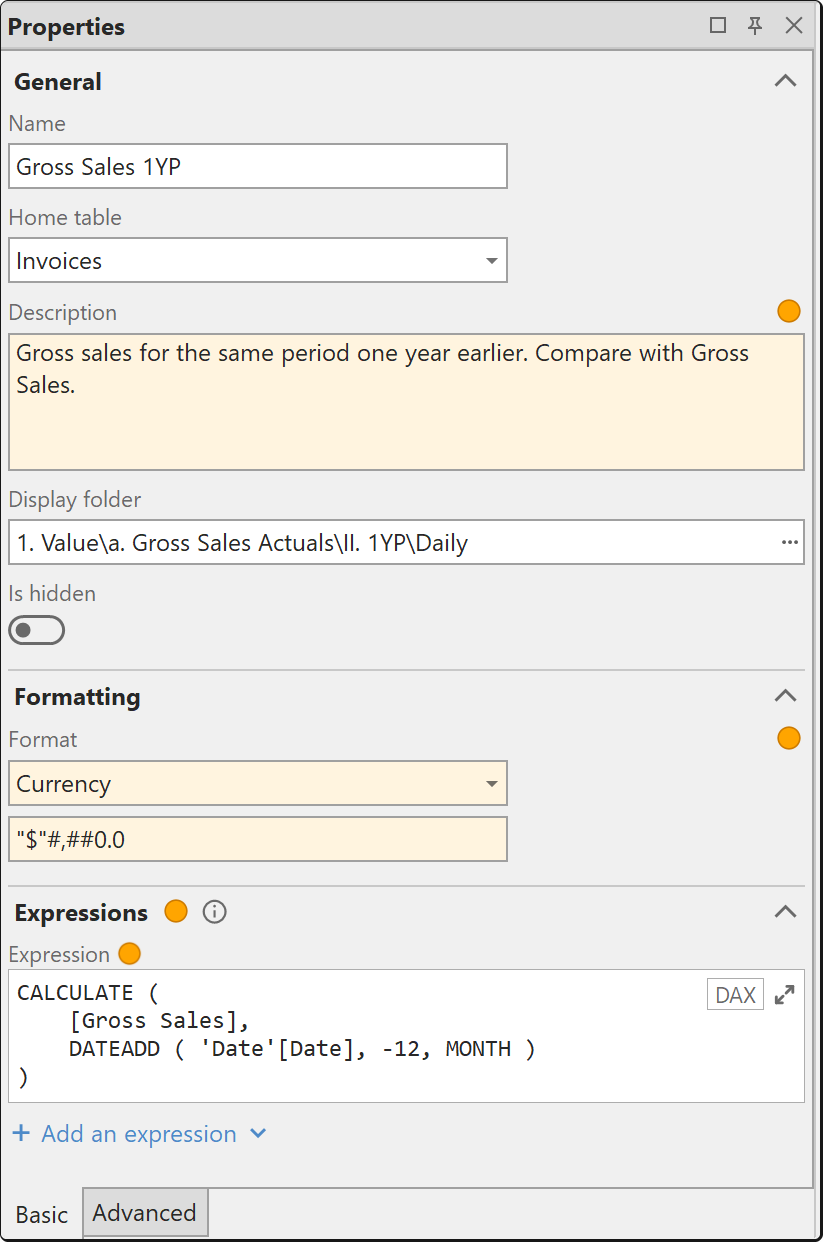 Properties
General
Name
Gross Sales 1YP
Home table
Invoices
Description
Gross sales for the same period one year earlier. Compare with Gross
Sales.
Display folder
1. Value\a. Gross Sales Actuals\II. 1YP\Daily
...
Is hidden
Formatting
Format
Currency
"$"#,##0.0
Expressions
Expression
CALCULATE (
    [Gross Sales],
    DATEADD ( 'Date'[Date], -12, MONTH )
)
DAX
+ Add an expression
Basic
Advanced